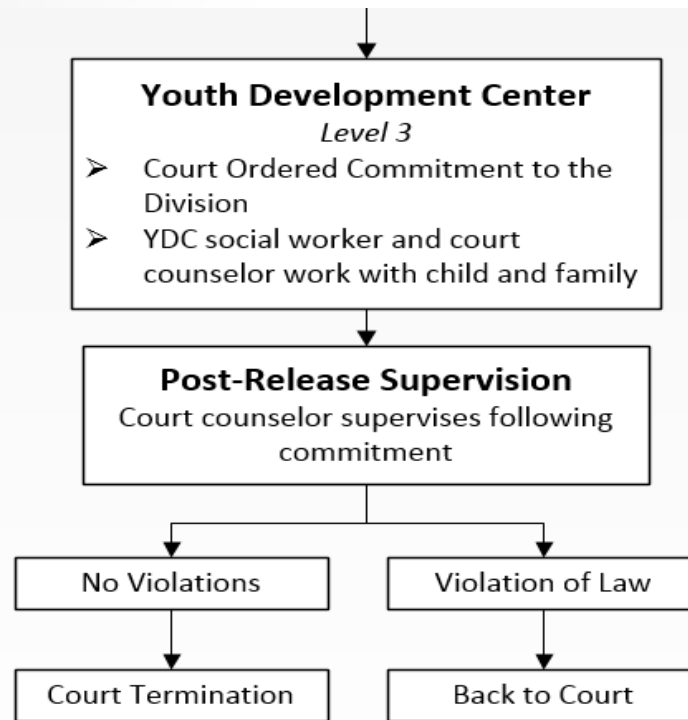 Youth Development Center
Level 3
➢ Court Ordered Commitment to the
Division
➢ YDC social worker and court
counselor work with child and family
Post-Release Supervision
Court counselor supervises following
commitment
No Violations
Violation of Law
Court Termination
Back to Court